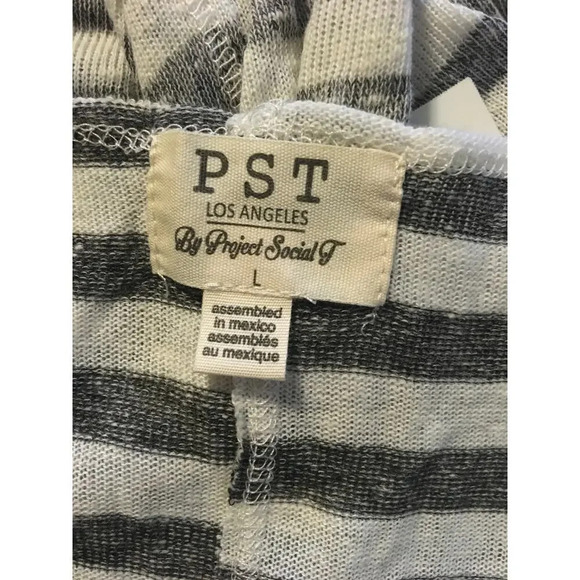 PST
LOS ANGELES
By Project Social T
L
assembled
in mexico
assemblés
au mexique